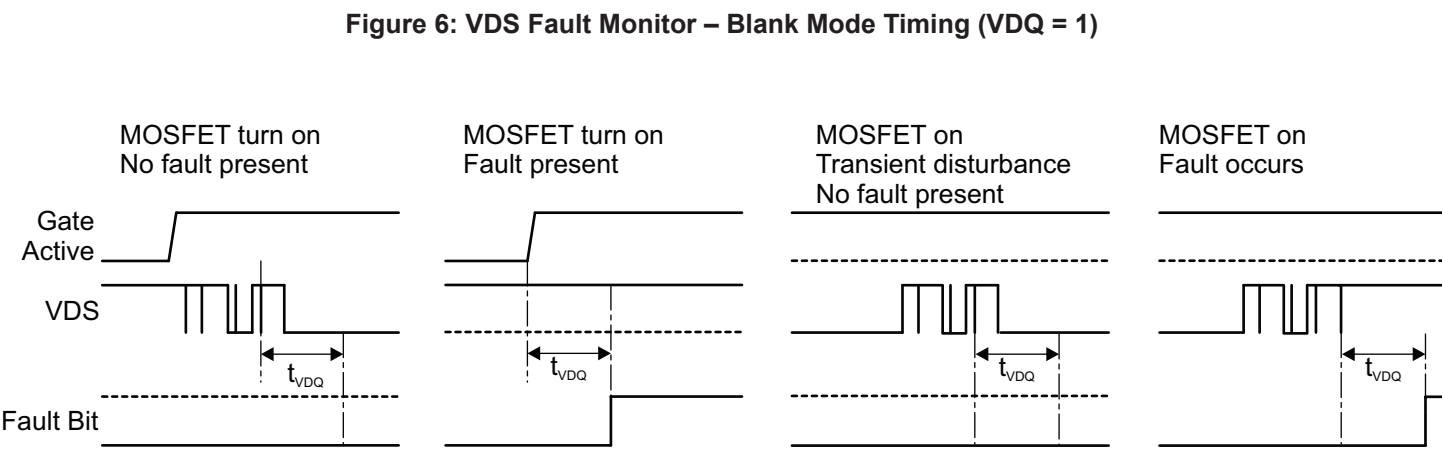 Figure 6: VDS Fault Monitor – Blank Mode Timing (VDQ = 1)
MOSFET turn on
No fault present
MOSFET turn on
Fault present
MOSFET on
Transient disturbance
No fault present
MOSFET on
Fault occurs
Gate
Active
VDS
tVDQ
tVDQ
tVDQ
tVDQ
Fault Bit